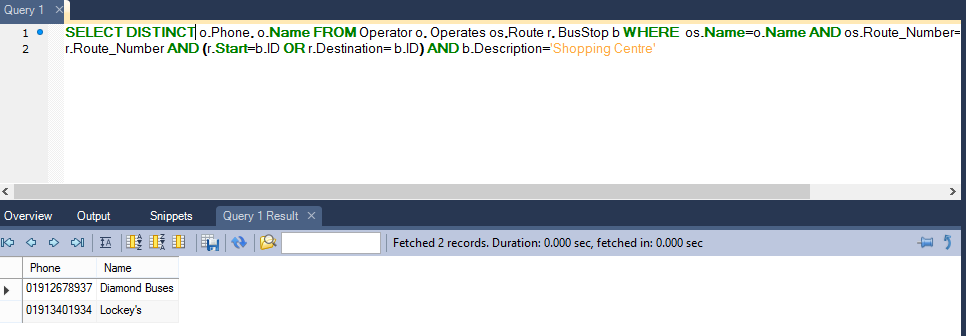 Query 1 ×
1 SELECT DISTINCT o.Phone, o.Name FROM Operator o, Operates os,Route r, BusStop b WHERE os.Name=o.Name AND os.Route_Number=
2 r.Route_Number AND (r.Start=b.ID OR r.Destination= b.ID) AND b.Description='Shopping Centre'
Overview Output Snippets Query 1 Result ×
Fetched 2 records. Duration: 0.000 sec, fetched in: 0.000 sec
Phone Name
01912678937 Diamond Buses
01913401934 Lockey's